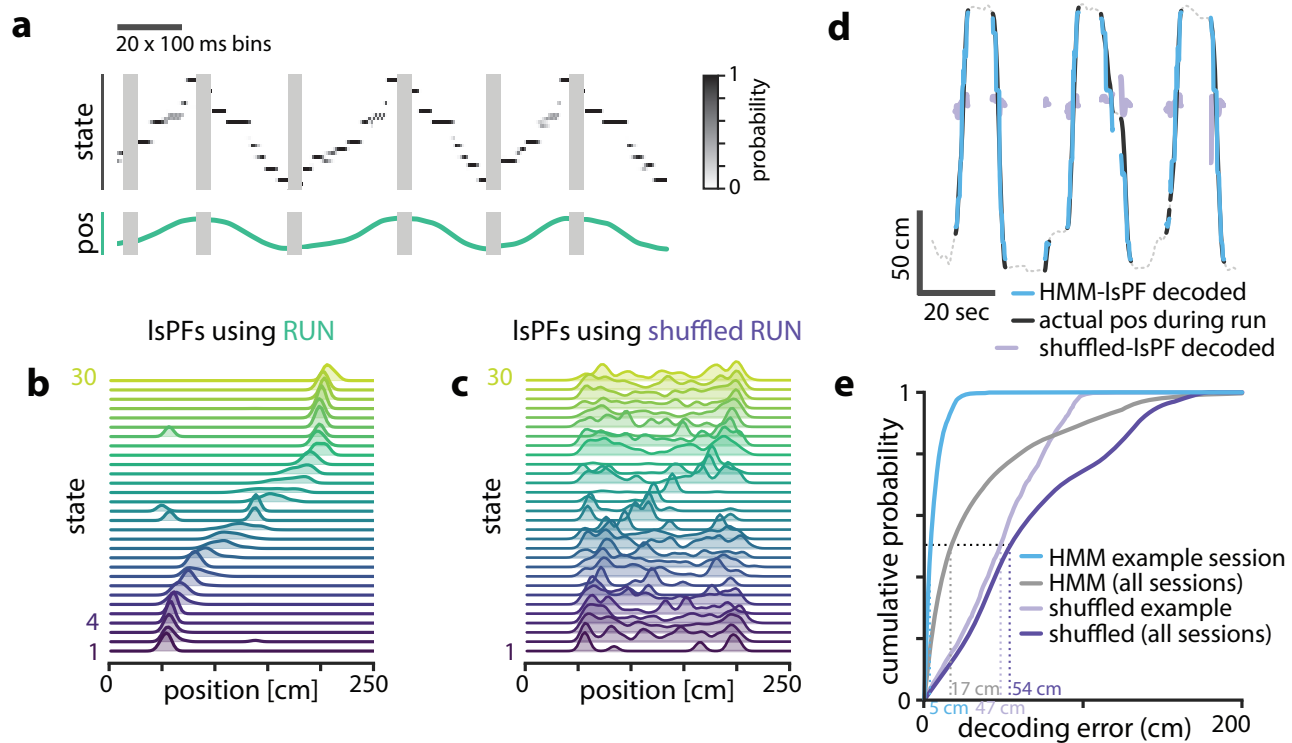 a
20 x 100 ms bins
state
1
0
probability
pos
d
50 cm
20 sec
HMM-lsPF decoded
actual pos during run
shuffled-lsPF decoded
lsPFs using RUN
b
30
4
1
state
0
position [cm]
250
lsPFs using shuffled RUN
c
30
1
state
0
position [cm]
250
e
1
cumulative probability
0
HMM example session
HMM (all sessions)
shuffled example
shuffled (all sessions)
17 cm
54 cm
5 cm
47 cm
0
decoding error (cm)
200